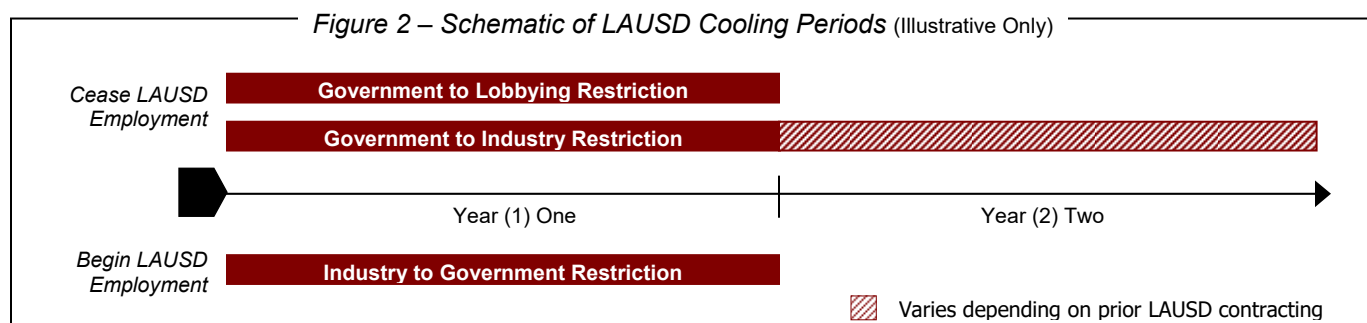 Figure 2 – Schematic of LAUSD Cooling Periods (Illustrative Only)
Cease LAUSD
Employment
Government to Lobbying Restriction
Government to Industry Restriction
Year (1) One
Year (2) Two
Begin LAUSD
Employment
Industry to Government Restriction
Varies depending on prior LAUSD contracting